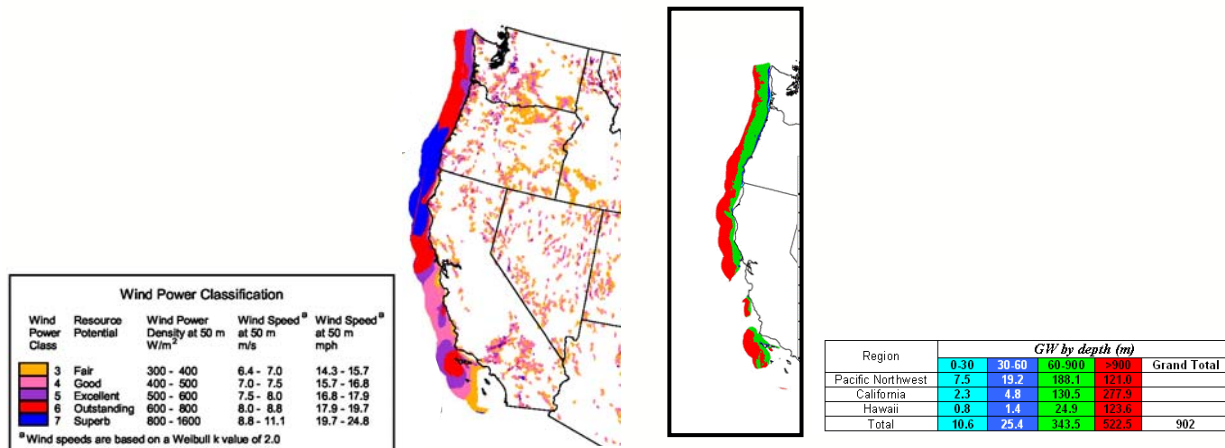 Wind Power Classification
Wind Power Class Resource Potential Wind Power Density at 50 m W/m² Wind Speed ᵃ at 50 m m/s Wind Speed ᵃ at 50 m mph
3 Fair 300 - 400 6.4 - 7.0 14.3 - 15.7
4 Good 400 - 500 7.0 - 7.5 15.7 - 16.8
5 Excellent 500 - 600 7.5 - 8.0 16.8 - 17.9
6 Outstanding 600 - 800 8.0 - 8.8 17.9 - 19.7
7 Superb 800 - 1600 8.8 - 11.1 19.7 - 24.8
ᵃ Wind speeds are based on a Weibull k value of 2.0
Region GW by depth (m)
0-30 30-60 60-900 >900 Grand Total
Pacific Northwest 7.5 19.2 188.1 121.0
California 2.3 4.8 130.5 277.9
Hawaii 0.8 1.4 24.9 123.6
Total 10.6 25.4 343.5 522.5 902